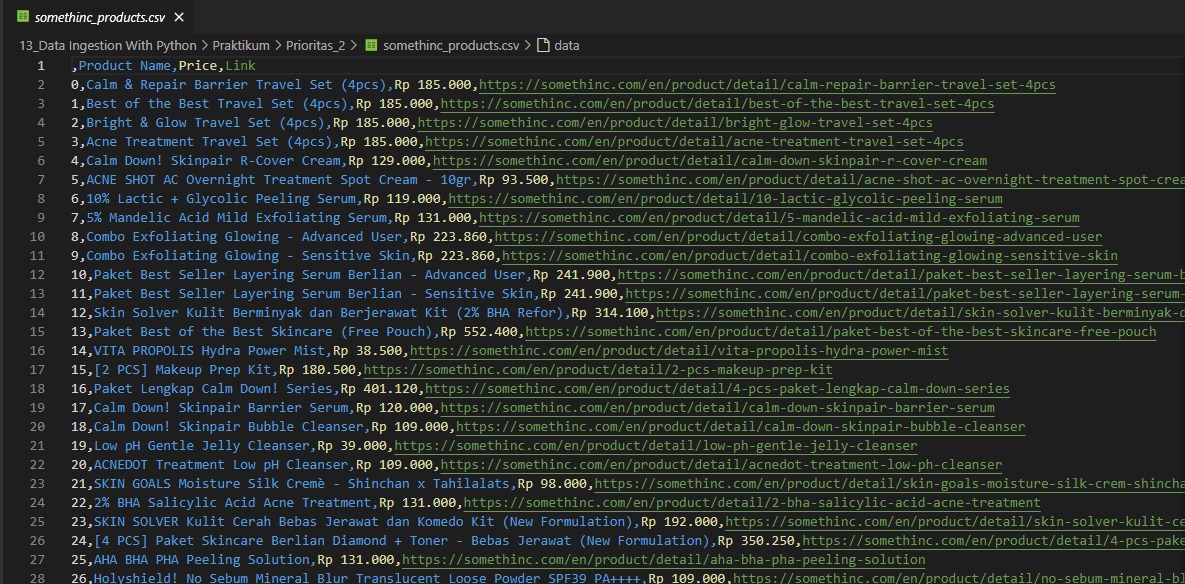 somethinc_products.csv ×
13_Data Ingestion With Python > Praktikum > Prioritas_2 > somethinc_products.csv > data
1 ,Product Name,Price,Link
2 0,Calm & Repair Barrier Travel Set (4pcs),Rp 185.000,https://somethinc.com/en/product/detail/calm-repair-barrier-travel-set-4pcs
3 1,Best of the Best Travel Set (4pcs),Rp 185.000,https://somethinc.com/en/product/detail/best-of-the-best-travel-set-4pcs
4 2,Bright & Glow Travel Set (4pcs),Rp 185.000,https://somethinc.com/en/product/detail/bright-glow-travel-set-4pcs
5 3,Acne Treatment Travel Set (4pcs),Rp 185.000,https://somethinc.com/en/product/detail/acne-treatment-travel-set-4pcs
6 4,Calm Down! Skinpair R-Cover Cream,Rp 129.000,https://somethinc.com/en/product/detail/calm-down-skinpair-r-cover-cream
7 5,ACNE SHOT AC Overnight Treatment Spot Cream - 10gr,Rp 93.500,https://somethinc.com/en/product/detail/acne-shot-ac-overnight-treatment-spot-crea
8 6,10% Lactic + Glycolic Peeling Serum,Rp 119.000,https://somethinc.com/en/product/detail/10-lactic-glycolic-peeling-serum
9 7,5% Mandelic Acid Mild Exfoliating Serum,Rp 131.000,https://somethinc.com/en/product/detail/5-mandelic-acid-mild-exfoliating-serum
10 8,Combo Exfoliating Glowing - Advanced User,Rp 223.860,https://somethinc.com/en/product/detail/combo-exfoliating-glowing-advanced-user
11 9,Combo Exfoliating Glowing - Sensitive Skin,Rp 223.860,https://somethinc.com/en/product/detail/combo-exfoliating-glowing-sensitive-skin
12 10,Paket Best Seller Layering Serum Berlian - Advanced User,Rp 241.900,https://somethinc.com/en/product/detail/paket-best-seller-layering-serum-b
13 11,Paket Best Seller Layering Serum Berlian - Sensitive Skin,Rp 241.900,https://somethinc.com/en/product/detail/paket-best-seller-layering-serum-
14 12,Skin Solver Kulit Berminyak dan Berjerawat Kit (2% BHA Refor),Rp 314.100,https://somethinc.com/en/product/detail/skin-solver-kulit-berminyak-d
15 13,Paket Best of the Best Skincare (Free Pouch),Rp 552.400,https://somethinc.com/en/product/detail/paket-best-of-the-best-skincare-free-pouch
16 14,VITA PROPOLIS Hydra Power Mist,Rp 38.500,https://somethinc.com/en/product/detail/vita-propolis-hydra-power-mist
17 15,[2 PCS] Makeup Prep Kit,Rp 180.500,https://somethinc.com/en/product/detail/2-pcs-makeup-prep-kit
18 16,Paket Lengkap Calm Down! Series,Rp 401.120,https://somethinc.com/en/product/detail/4-pcs-paket-lengkap-calm-down-series
19 17,Calm Down! Skinpair Barrier Serum,Rp 120.000,https://somethinc.com/en/product/detail/calm-down-skinpair-barrier-serum
20 18,Calm Down! Skinpair Bubble Cleanser,Rp 109.000,https://somethinc.com/en/product/detail/calm-down-skinpair-bubble-cleanser
21 19,Low pH Gentle Jelly Cleanser,Rp 39.000,https://somethinc.com/en/product/detail/low-ph-gentle-jelly-cleanser
22 20,ACNEDOT Treatment Low pH Cleanser,Rp 109.000,https://somethinc.com/en/product/detail/acnedot-treatment-low-ph-cleanser
23 21,SKIN GOALS Moisture Silk Cremè - Shinchan x Tahilalats,Rp 98.000,https://somethinc.com/en/product/detail/skin-goals-moisture-silk-crem-shincha
24 22,2% BHA Salicylic Acid Acne Treatment,Rp 131.000,https://somethinc.com/en/product/detail/2-bha-salicylic-acid-acne-treatment
25 23,SKIN SOLVER Kulit Cerah Bebas Jerawat dan Komedo Kit (New Formulation),Rp 192.000,https://somethinc.com/en/product/detail/skin-solver-kulit-ce
26 24,[4 PCS] Paket Skincare Berlian Diamond + Toner - Bebas Jerawat (New Formulation),Rp 350.250,https://somethinc.com/en/product/detail/4-pcs-pake
27 25,AHA BHA PHA Peeling Solution,Rp 131.000,https://somethinc.com/en/product/detail/aha-bha-pha-peeling-solution
28 26,Holyshield! No Sebum Mineral Blur Translucent Loose Powder SPF39 PA++++,Rp 109.000,https://somethinc.com/en/product/detail/no-sebum-mineral-bl